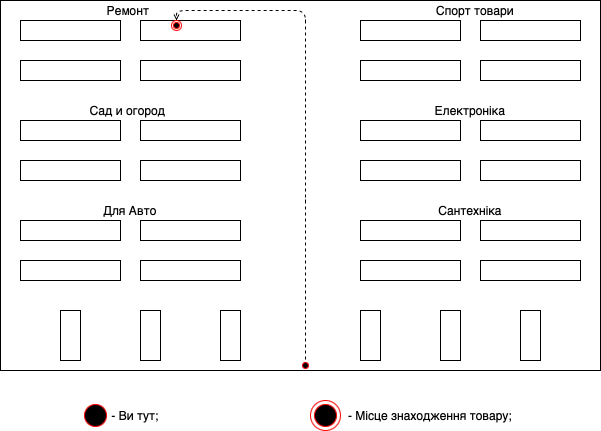 Ремонт
Спорт товари
Сад и огород
Електроніка
Для Авто
Сантехніка
- Ви тут;
- Місце знаходження товару;